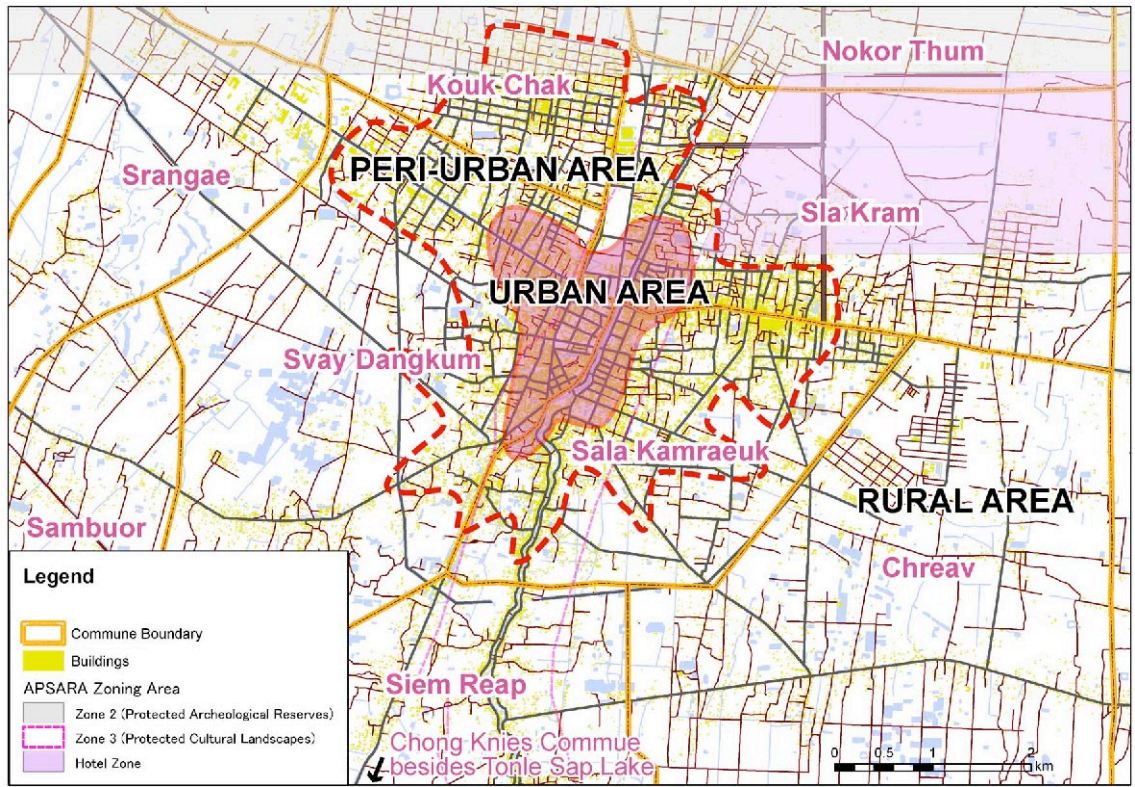 Nokor Thum
Kouk Chak
PERI-URBAN AREA
Srangae
Sla Kram
URBAN AREA
Svay Dangkum
Sala Kamraeuk
RURAL AREA
Sambuor
Chreav
Siem Reap
Chong Knies Commue
besides Tonle Sap Lake
Legend
Commune Boundary
Buildings
APSARA Zoning Area
Zone 2 (Protected Archeological Reserves)
Zone 3 (Protected Cultural Landscapes)
Hotel Zone
0 0.5 1 2
km